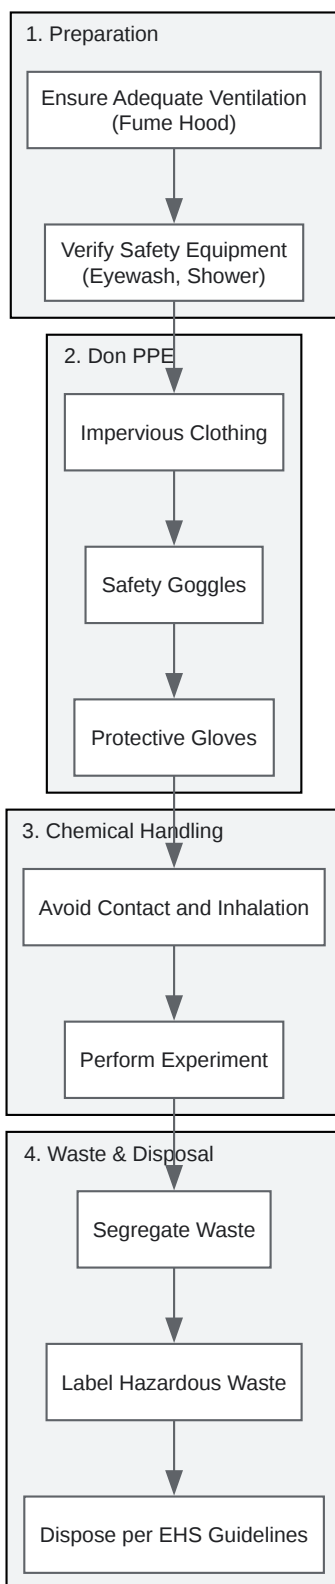 1. Preparation
Ensure Adequate Ventilation
(Fume Hood)
Verify Safety Equipment
(Eyewash, Shower)
2. Don PPE
Impervious Clothing
Safety Goggles
Protective Gloves
3. Chemical Handling
Avoid Contact and Inhalation
Perform Experiment
4. Waste & Disposal
Segregate Waste
Label Hazardous Waste
Dispose per EHS Guidelines